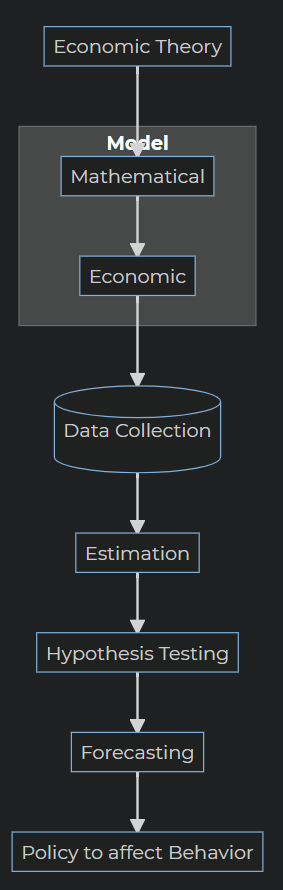 Economic Theory
Model
Mathematical
Economic
Data Collection
Estimation
Hypothesis Testing
Forecasting
Policy to affect Behavior